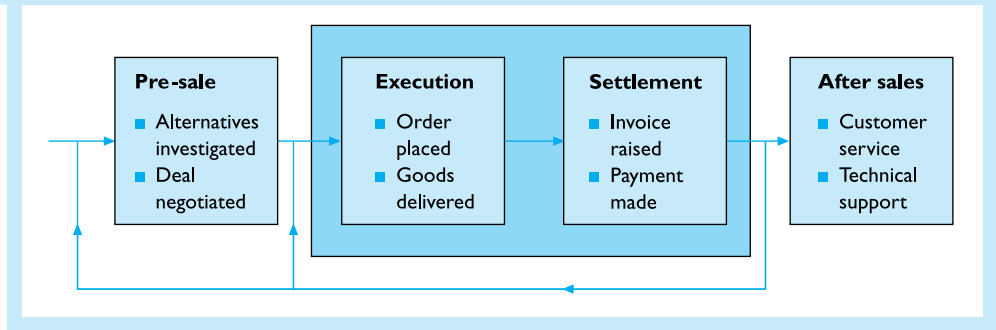 Pre-sale
Alternatives
investigated
Deal
negotiated
Execution
Order
placed
Goods
delivered
Settlement
Invoice
raised
Payment
made
After sales
Customer
service
Technical
support